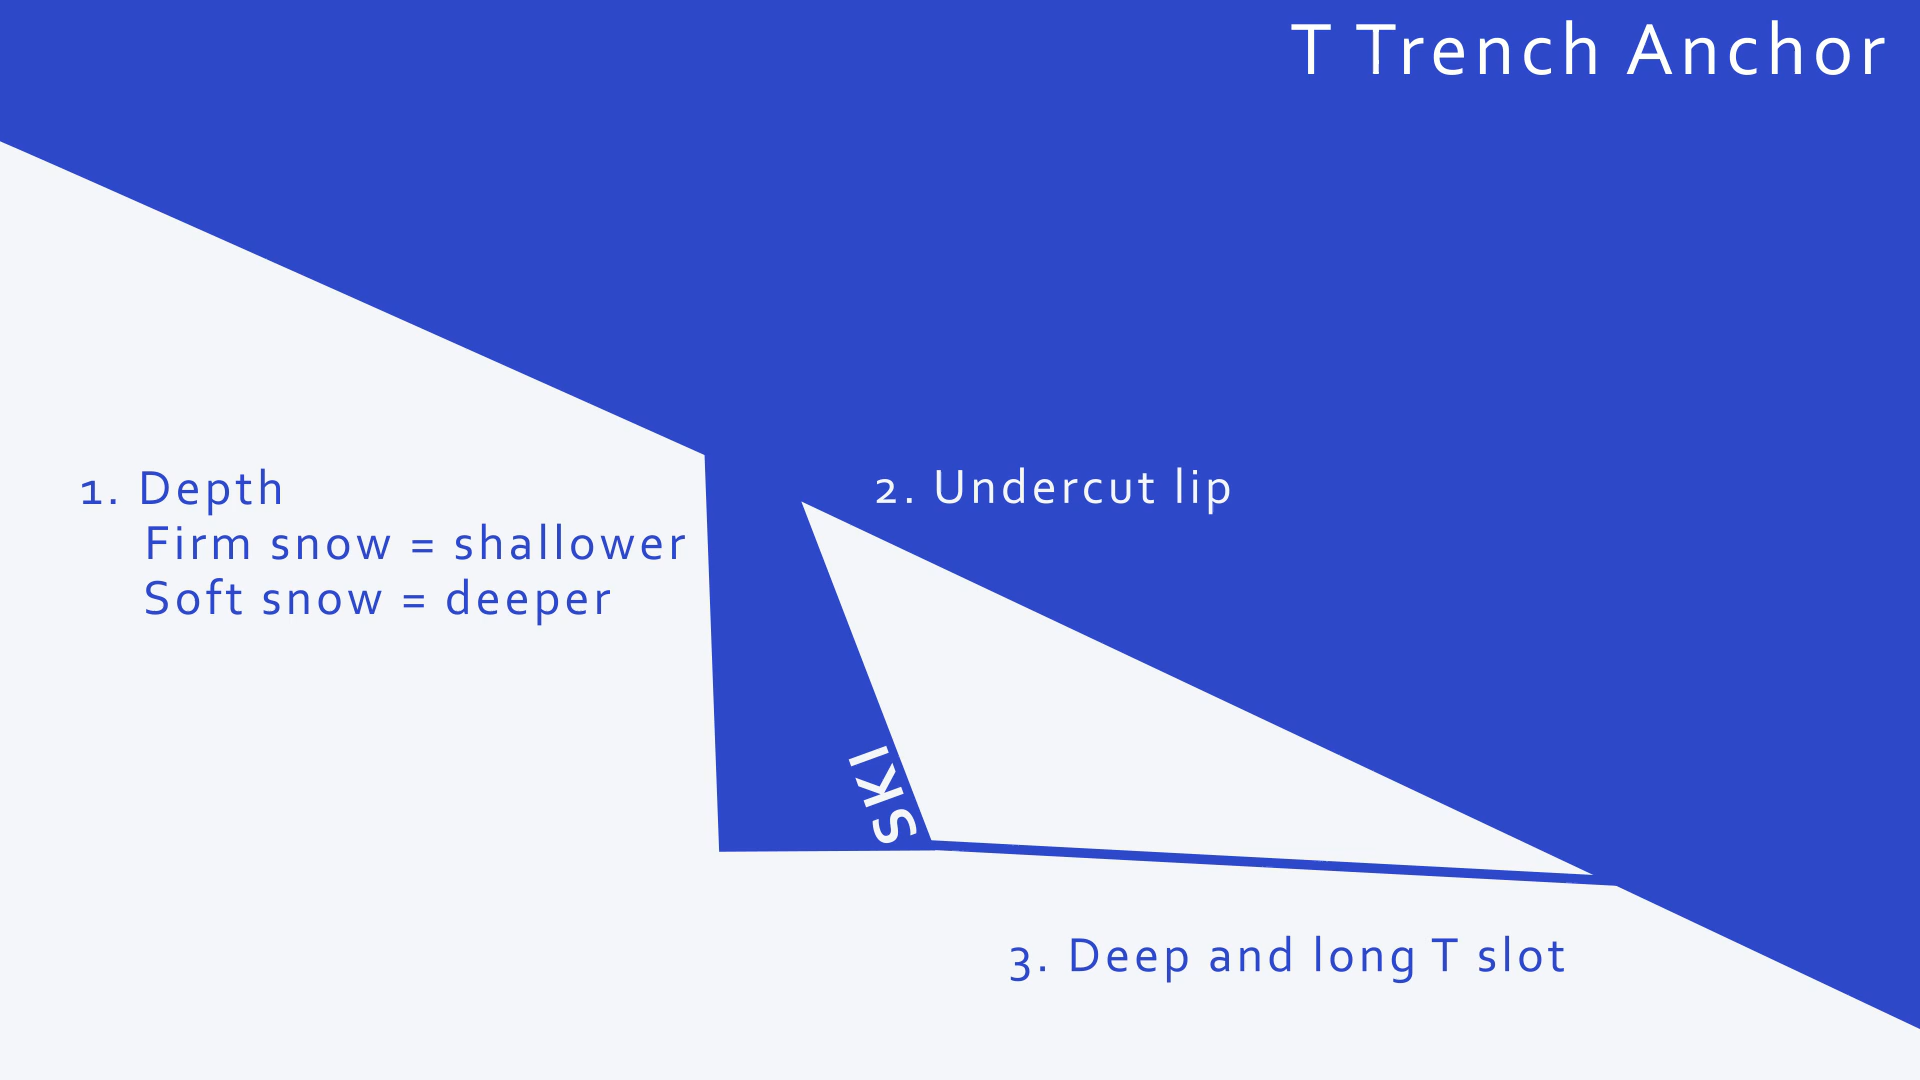 T Trench Anchor
1. Depth
Firm snow = shallower
Soft snow = deeper
2. Undercut lip
SKI
3. Deep and long T slot